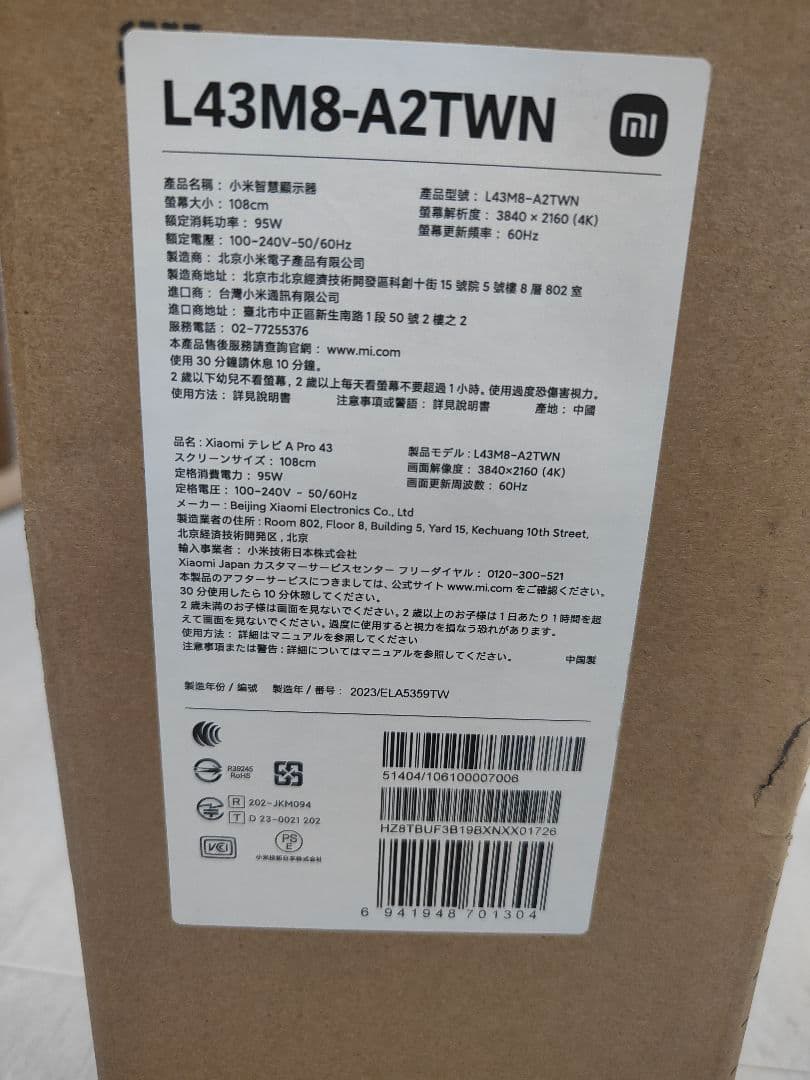 L43M8-A2TWN
mi
產品名稱：小米智慧顯示器
產品型號：L43M8-A2TWN
螢幕大小：108cm
螢幕解析度：3840 × 2160 (4K)
額定消耗功率：95W
螢幕更新頻率：60Hz
額定電壓：100-240V~50/60Hz
製造商：北京小米電子產品有限公司
製造商地址：北京市北京經濟技術開發區科創十街 15 號院 5 號樓 8 層 802 室
進口商：台灣小米通訊有限公司
進口商地址：臺北市中正區新生南路 1 段 50 號 2 樓之 2
服務電話：02-77255376
本產品售後服務請查詢官網：www.mi.com
使用 30 分鐘請休息 10 分鐘。
2 歲以下幼兒不看螢幕，2 歲以上每天看螢幕不要超過 1 小時。使用過度恐傷害視力。
使用方法：詳見說明書 注意事項或警語：詳見說明書 產地：中國
品名：Xiaomi テレビ A Pro 43
製品モデル：L43M8-A2TWN
スクリーンサイズ：108cm
画面解像度：3840×2160 (4K)
定格消費電力：95W
画面更新周波数：60Hz
定格電圧：100-240V ~ 50/60Hz
メーカー：Beijing Xiaomi Electronics Co., Ltd
製造業者の住所：Room 802, Floor 8, Building 5, Yard 15, Kechuang 10th Street,
北京経済技術開発区，北京
輸入事業者：小米技術日本株式会社
Xiaomi Japan カスタマーサービスセンター フリーダイヤル：0120-300-521
本製品のアフターサービスにつきましては、公式サイト www.mi.com をご確認ください。
30 分使用したら 10 分休憩してください。
2 歳未満のお子様は画面を見ないでください。2 歳以上のお子様は 1 日あたり 1 時間を超
えて画面を見ないでください。過度に使用すると視力を損なう恐れがあります。
使用方法：詳細はマニュアルを参照してください
注意事項または警告：詳細についてはマニュアルを参照してください。 中国製
製造年份 / 編號 製造年 / 番号：2023/ELA5359TW
R38245
RoHS
R 202-JKM094
T D 23-0021 202
VCCI
PS
E
小米技術日本株式会社
51404/106100007006
HZ8TBUF3B19BXNXX01726
6 941948 701304